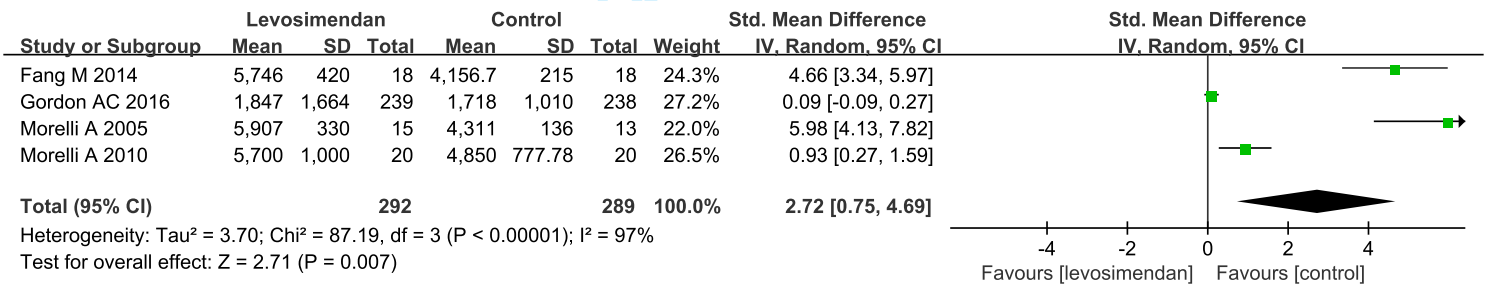 Levosimendan Control Std. Mean Difference Std. Mean Difference
Study or Subgroup Mean SD Total Mean SD Total Weight IV, Random, 95% CI IV, Random, 95% CI
Fang M 2014 5,746 420 18 4,156.7 215 18 24.3% 4.66 [3.34, 5.97]
Gordon AC 2016 1,847 1,664 239 1,718 1,010 238 27.2% 0.09 [-0.09, 0.27]
Morelli A 2005 5,907 330 15 4,311 136 13 22.0% 5.98 [4.13, 7.82]
Morelli A 2010 5,700 1,000 20 4,850 777.78 20 26.5% 0.93 [0.27, 1.59]
Total (95% CI) 292 289 100.0% 2.72 [0.75, 4.69]
Heterogeneity: Tau² = 3.70; Chi² = 87.19, df = 3 (P < 0.00001); I² = 97%
Test for overall effect: Z = 2.71 (P = 0.007)
-4 -2 0 2 4
Favours [levosimendan] Favours [control]